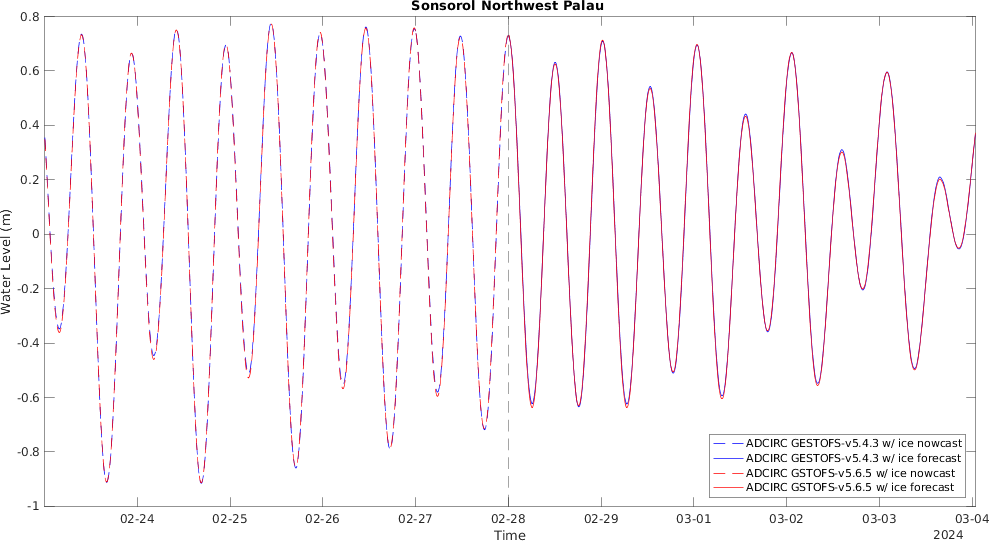 Sonsorol Northwest Palau
0.8
0.6
0.4
0.2
0
-0.2
-0.4
-0.6
-0.8
-1
Water Level (m)
ADCIRC GESTOFS-v5.4.3 w/ ice nowcast
ADCIRC GESTOFS-v5.4.3 w/ ice forecast
ADCIRC GSTOFS-v5.6.5 w/ ice nowcast
ADCIRC GSTOFS-v5.6.5 w/ ice forecast
02-24 02-25 02-26 02-27 02-28 02-29 03-01 03-02 03-03 03-04
Time
2024